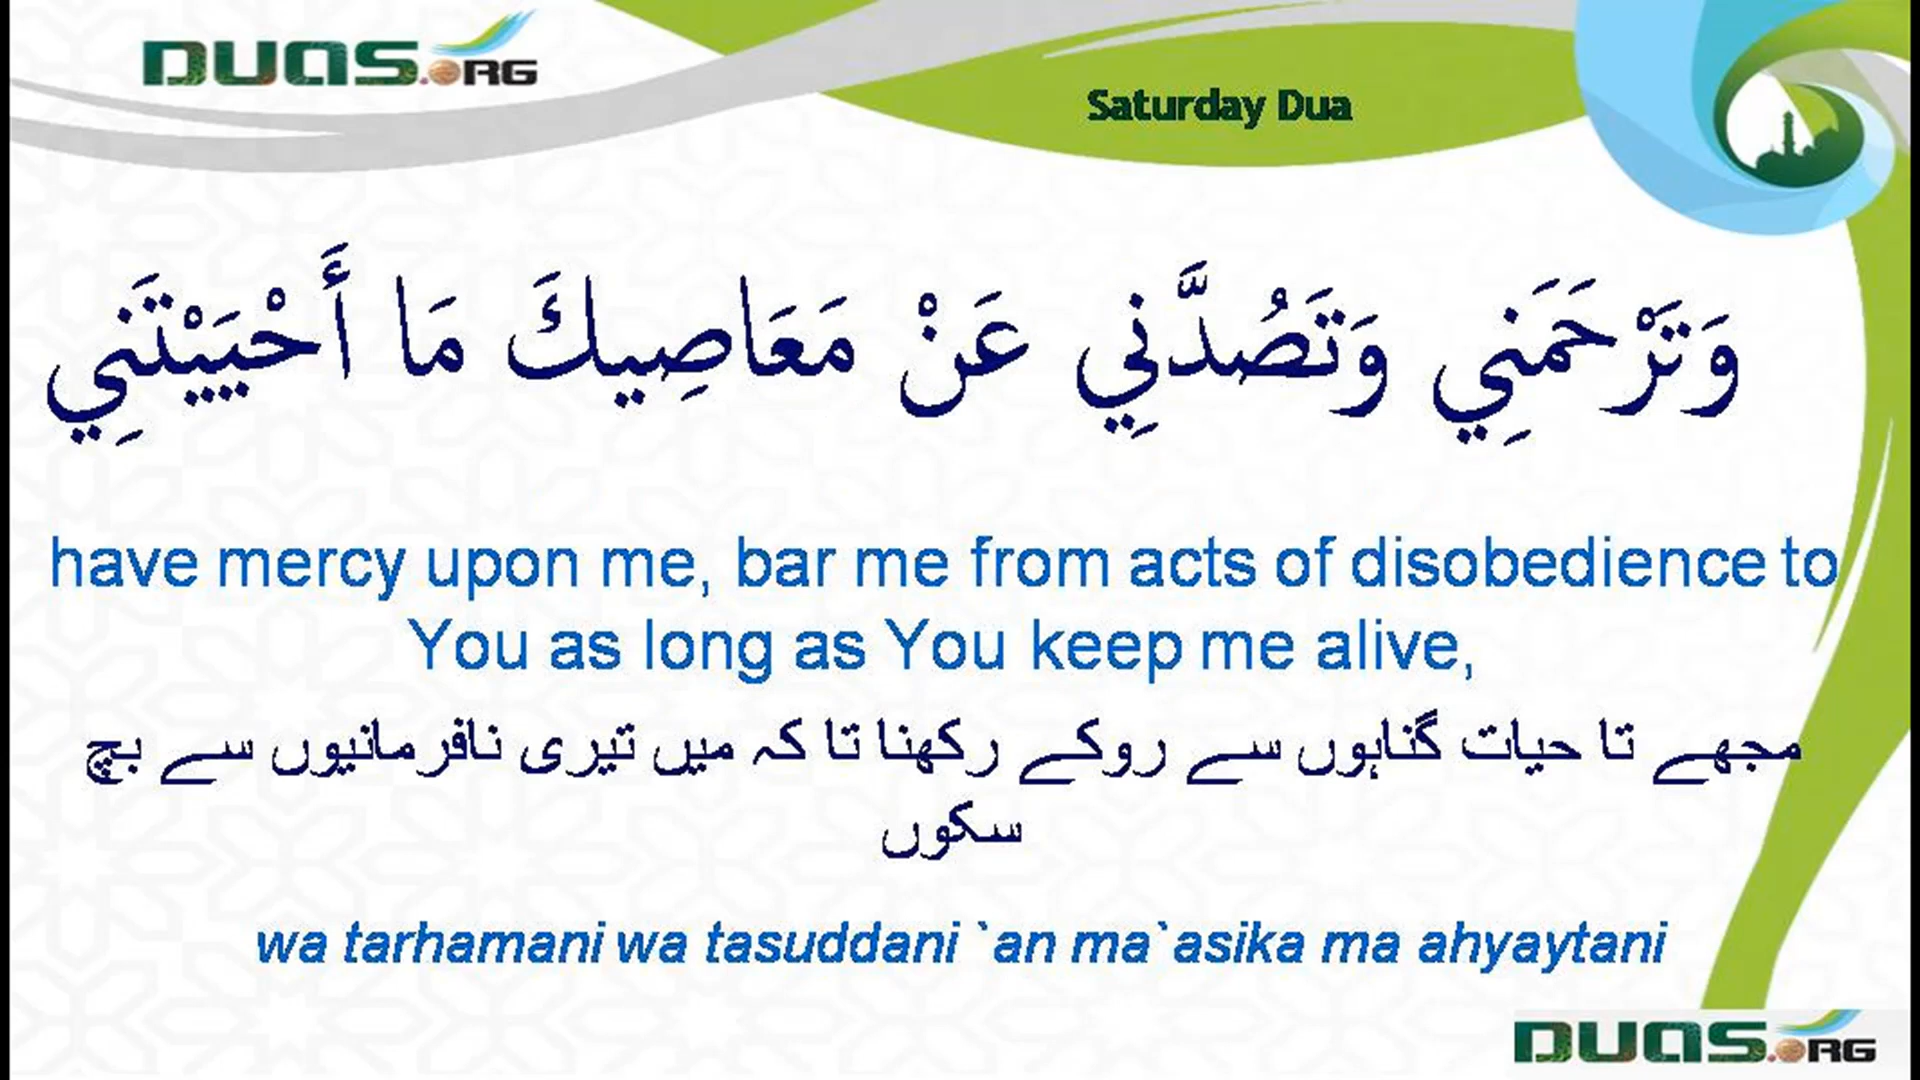 DUAS.ORG
Saturday Dua
وَتَرْحَمَنِي وَتَصُدَّنِي عَنْ مَعَاصِيكَ مَا أَحْيَيْتَنِي
have mercy upon me, bar me from acts of disobedience to
You as long as You keep me alive,
مجھے تا حیات گناہوں سے روکے رکھنا تا کہ میں تیری نافرمانیوں سے بچ
سکوں
wa tarhamani wa tasuddani `an ma`asika ma ahyaytani
DUAS.ORG